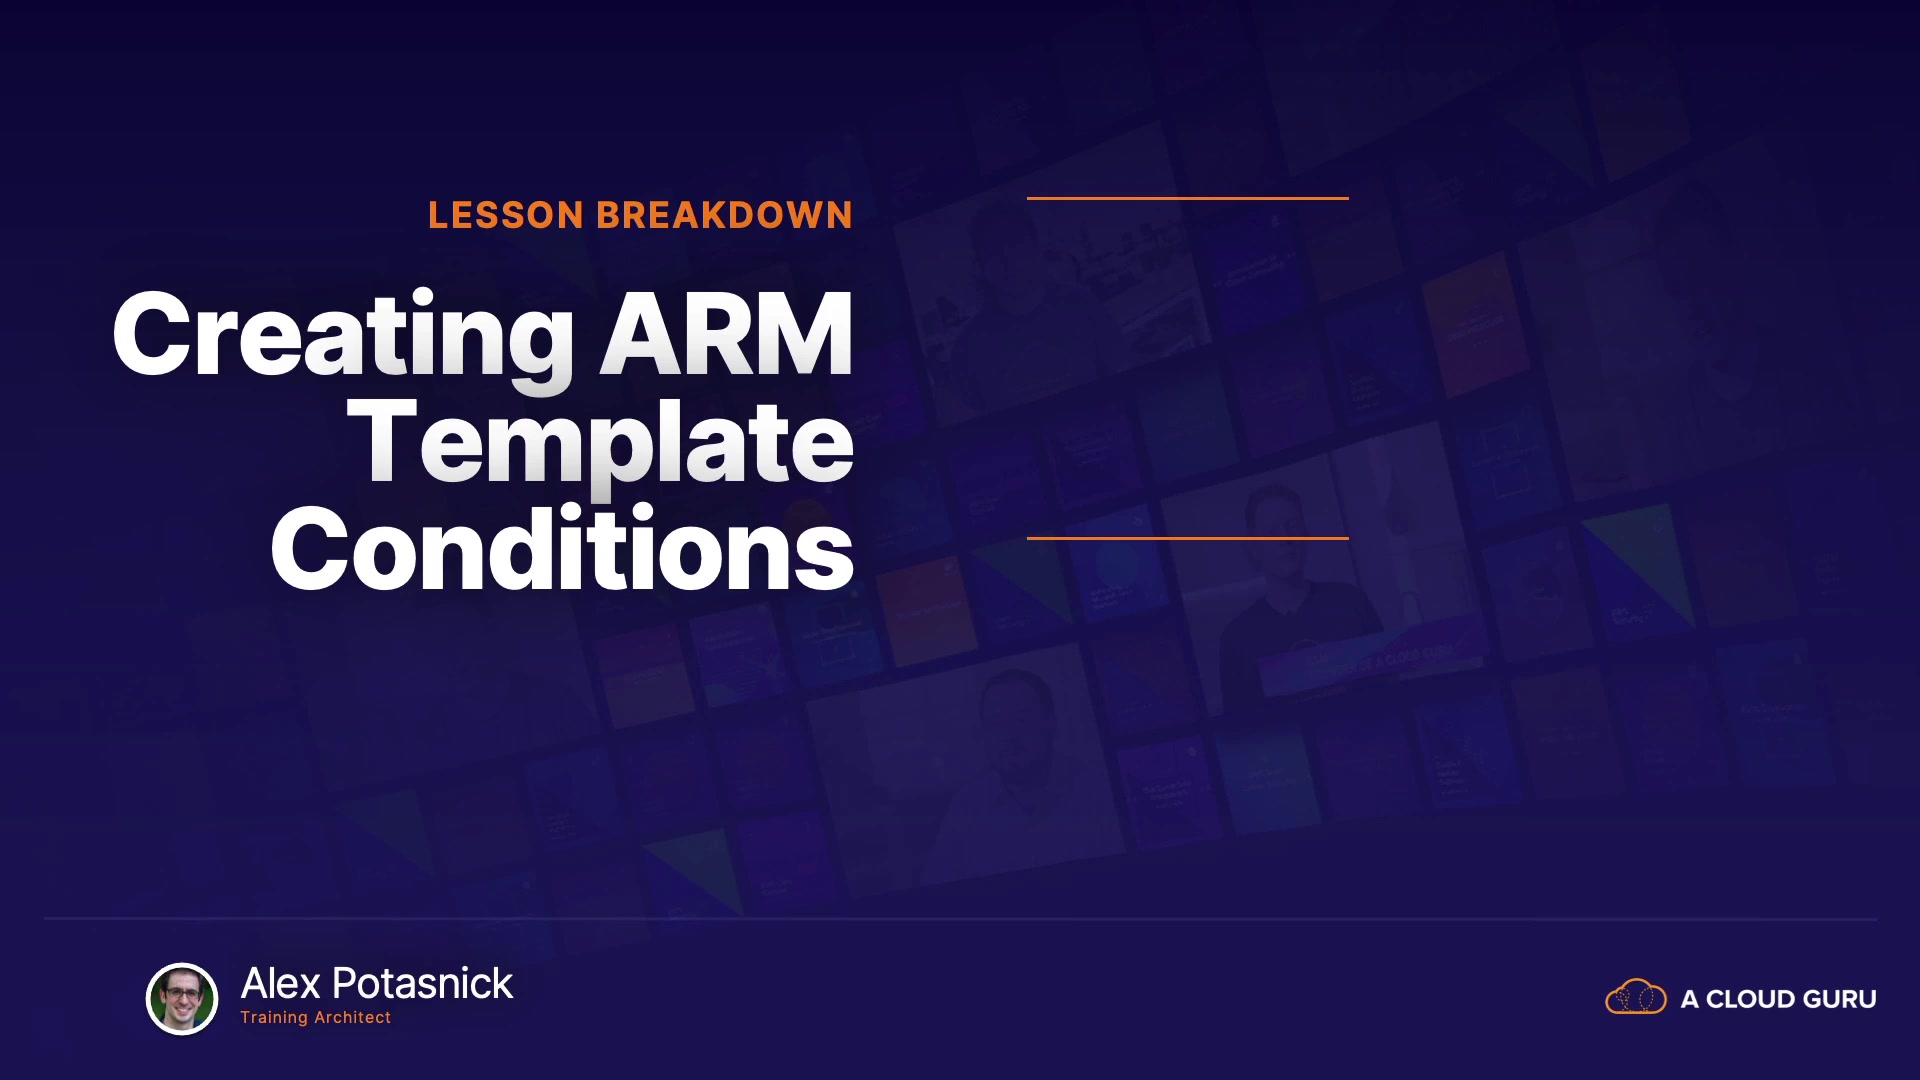 LESSON BREAKDOWN
Creating ARM
Template
Conditions
Alex Potasnick
Training Architect
A CLOUD GURU